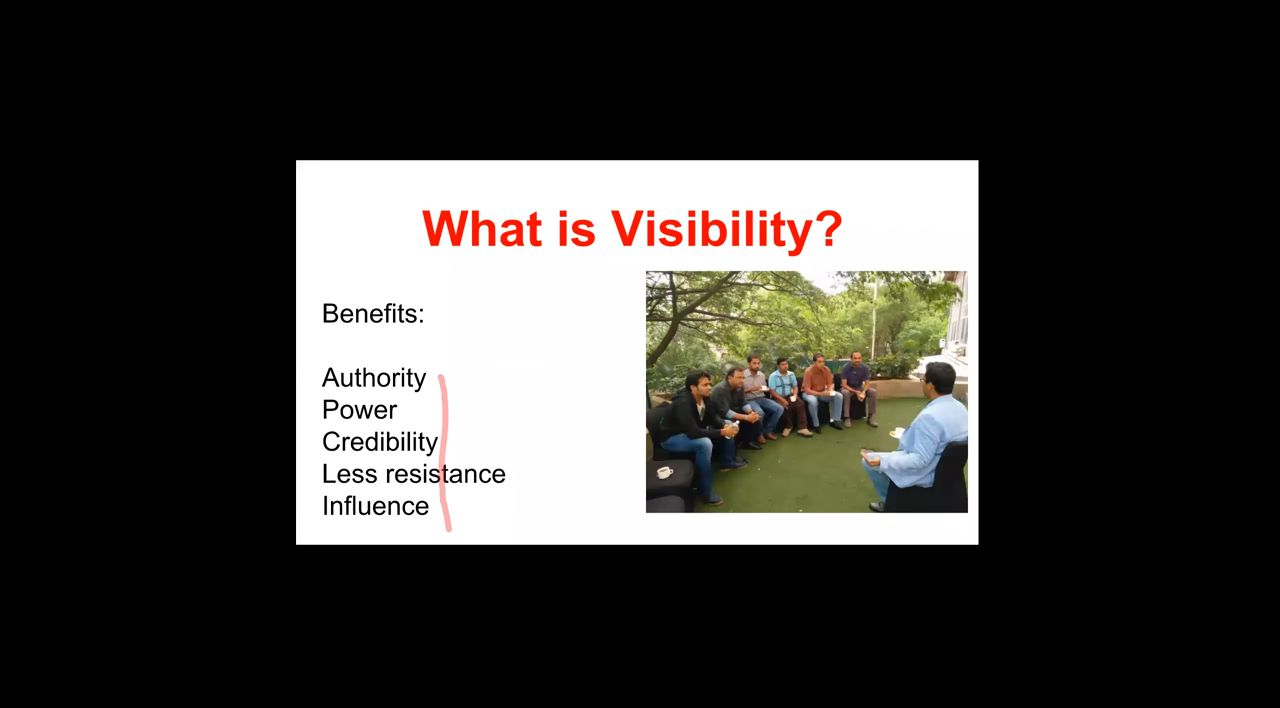 What is Visibility?
Benefits:
Authority
Power
Credibility
Less resistance
Influence